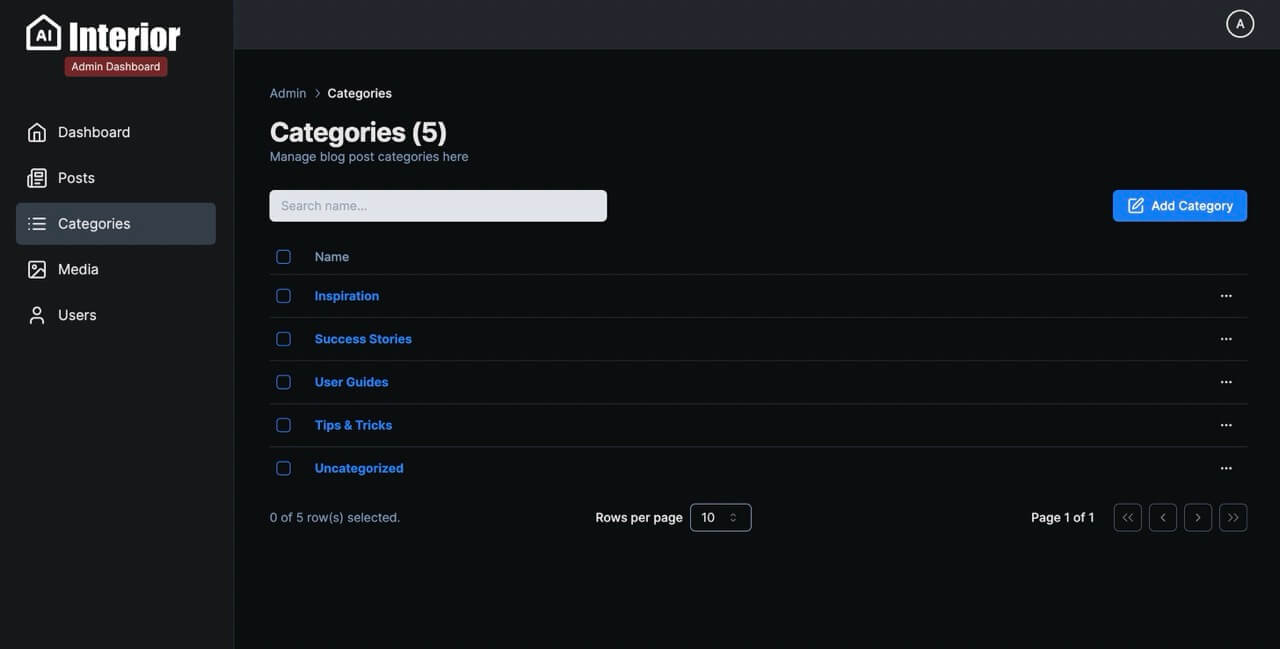 AI Interior
Admin Dashboard
Dashboard
Posts
Categories
Media
Users
A
Admin > Categories
Categories (5)
Manage blog post categories here
Search name...
Add Category
Name
Inspiration
Success Stories
User Guides
Tips & Tricks
Uncategorized
0 of 5 row(s) selected.
Rows per page 10
Page 1 of 1